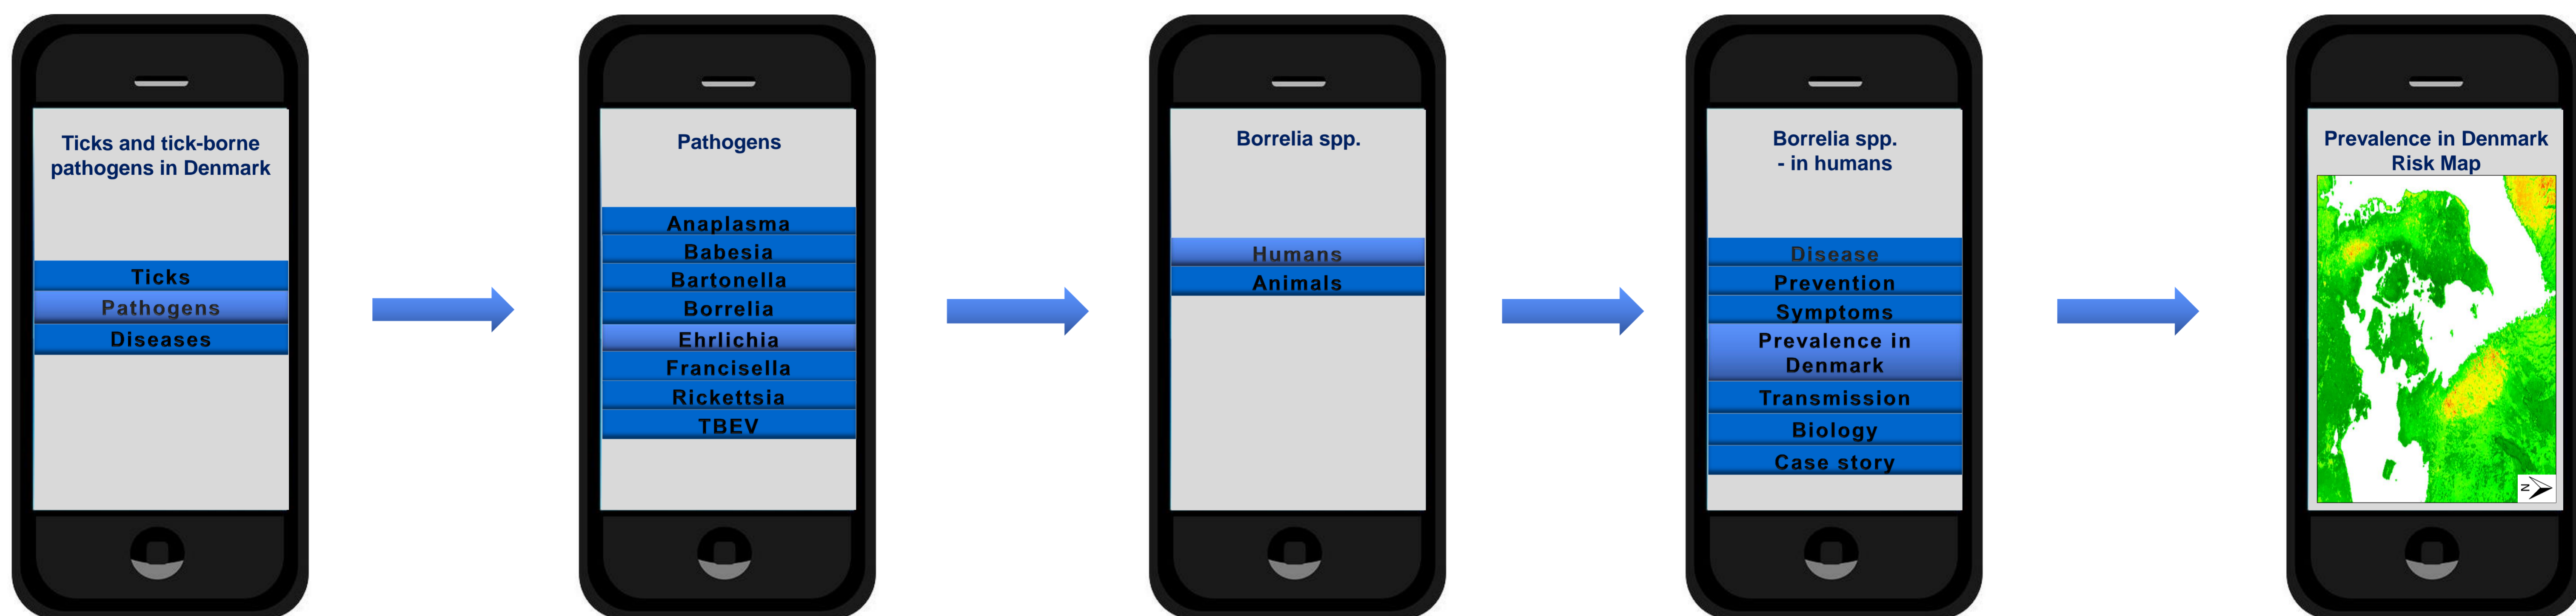 Ticks and tick-borne
pathogens in Denmark
Ticks
Pathogens
Diseases
Pathogens
Anaplasma
Babesia
Bartonella
Borrelia
Ehrlichia
Francisella
Rickettsia
TBEV
Borrelia spp.
Humans
Animals
Borrelia spp.
- in humans
Disease
Prevention
Symptoms
Prevalence in
Denmark
Transmission
Biology
Case story
Prevalence in Denmark
Risk Map
N